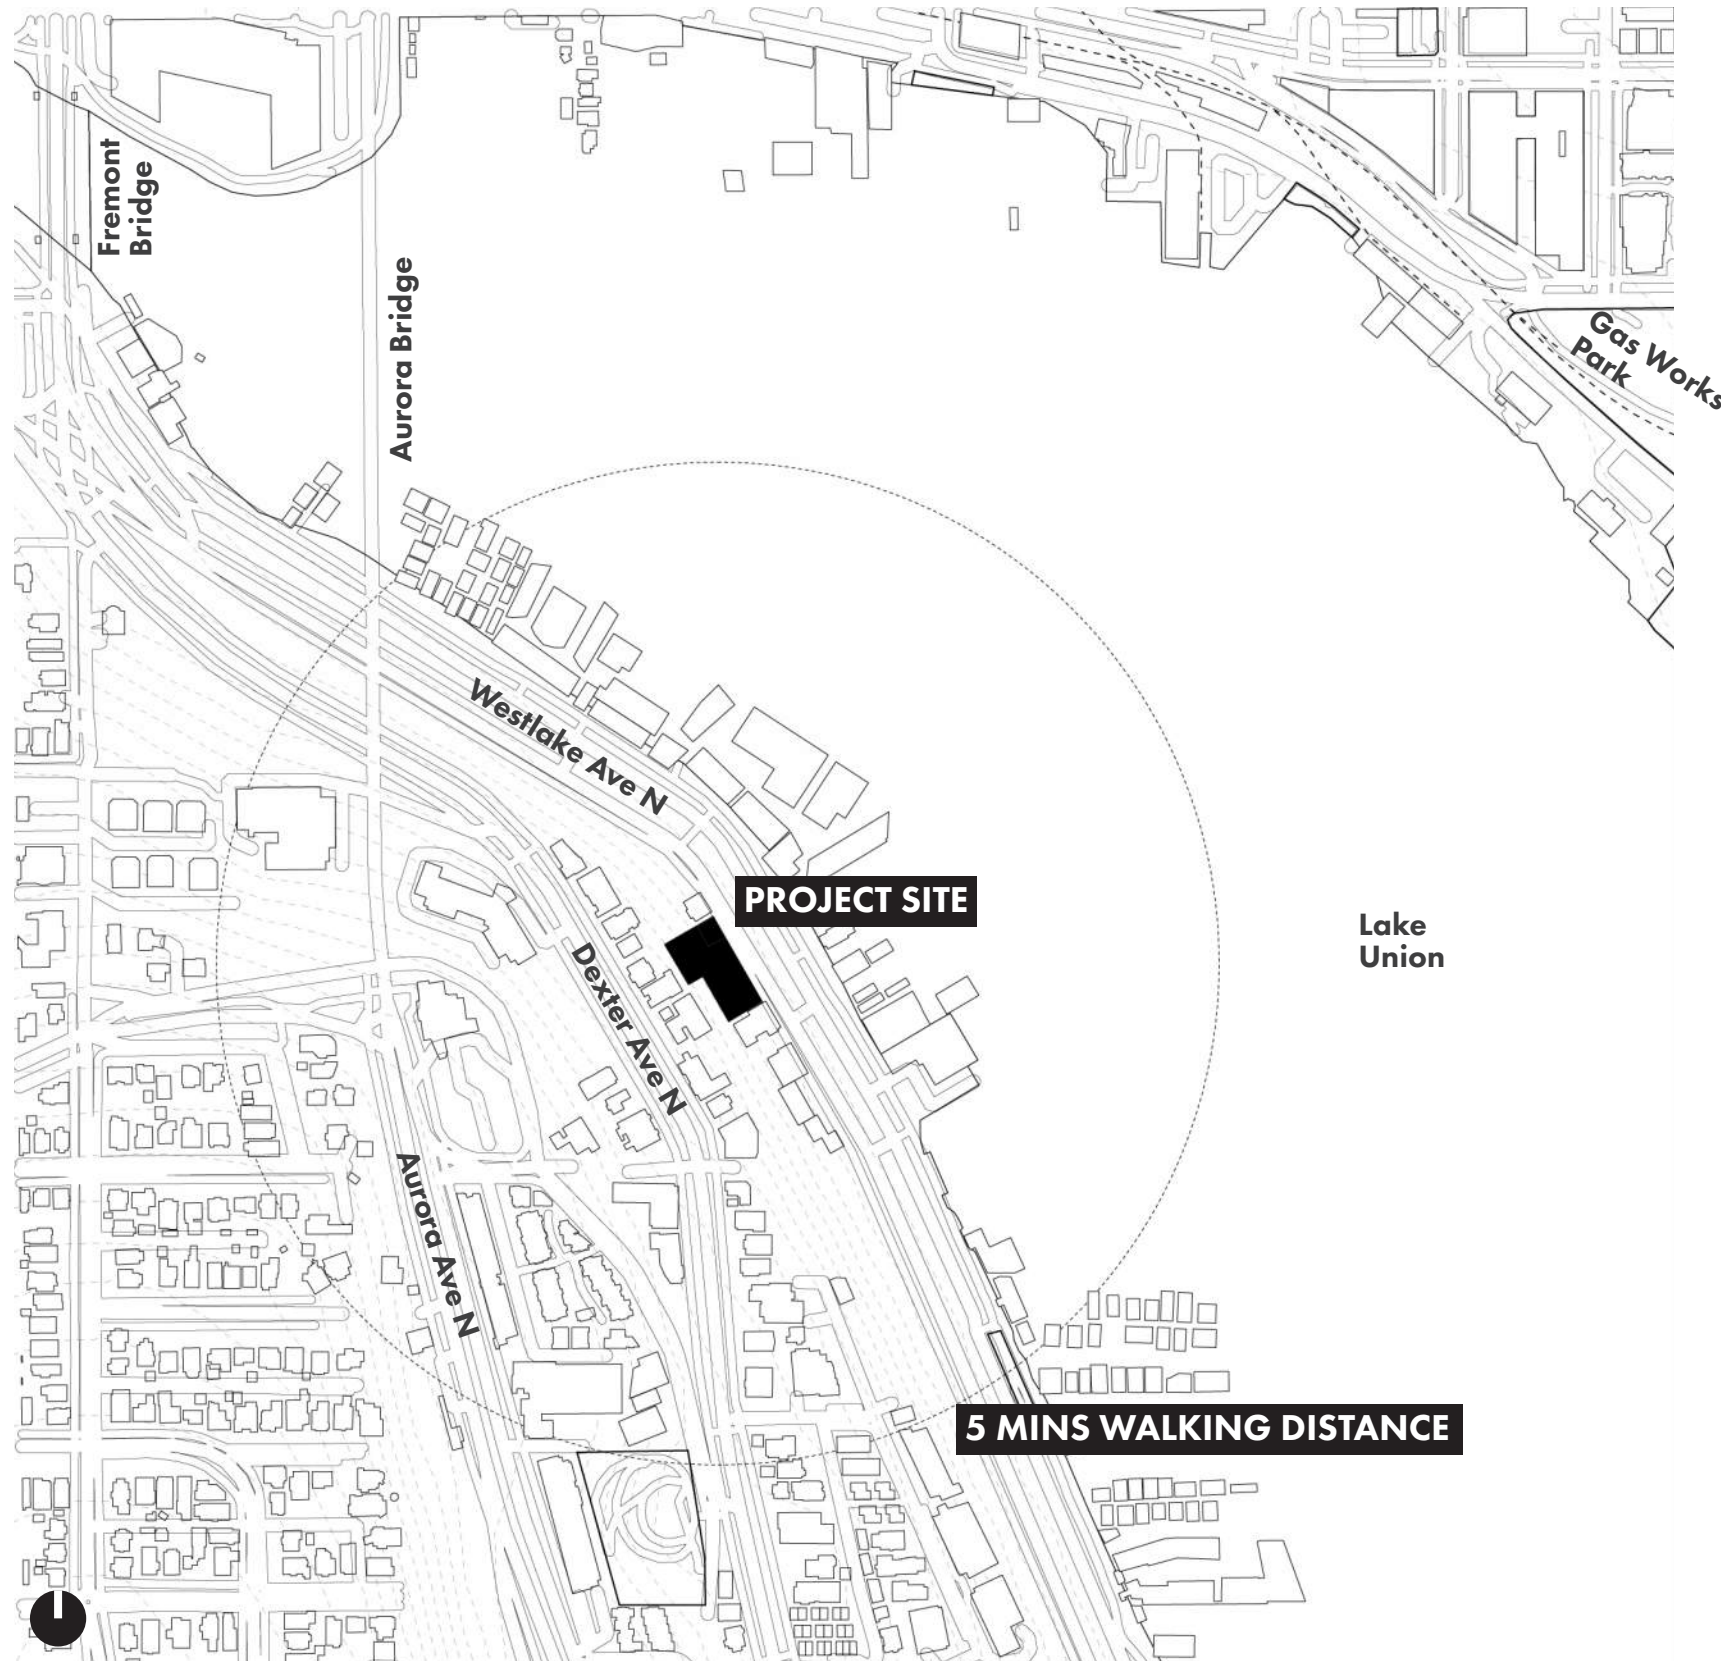 Fremont
Bridge
Aurora Bridge
Gas Works
Park
Westlake Ave N
PROJECT SITE
Lake
Union
Dexter Ave N
Aurora Ave N
5 MINS WALKING DISTANCE